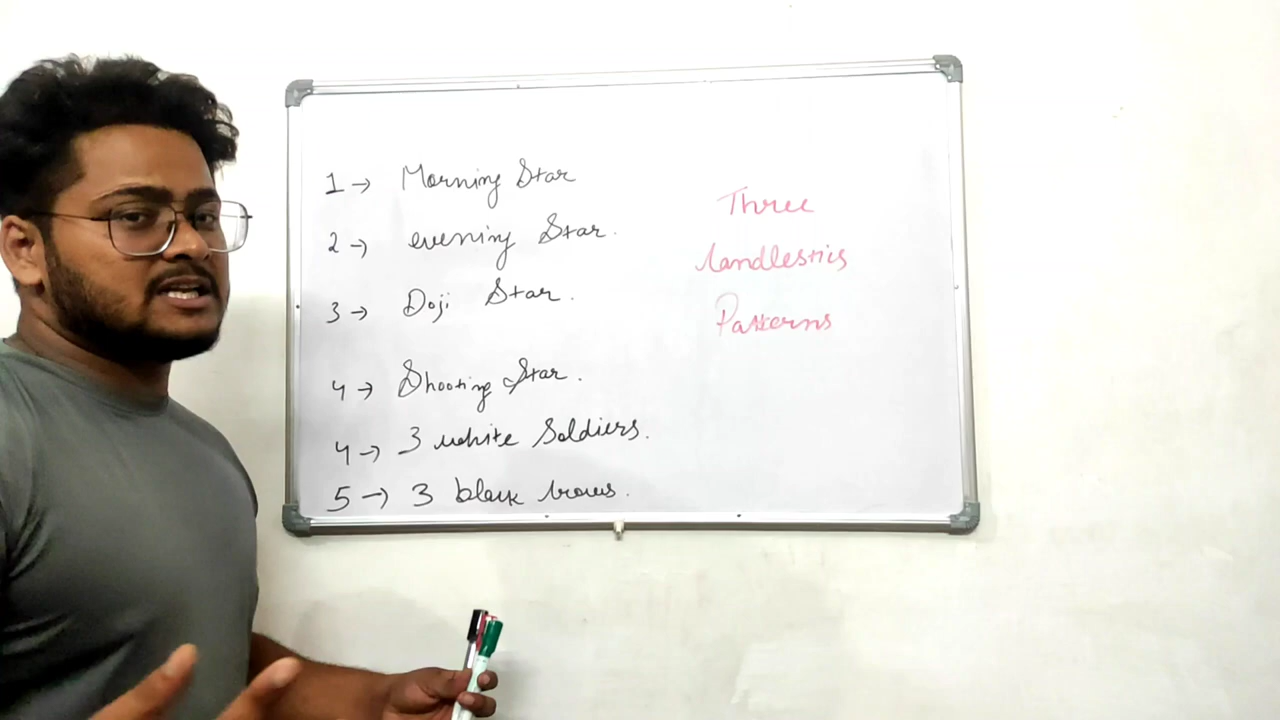 1 → Morning Star
2 → evening Star.
3 → Doji Star.
4 → Shooting Star.
4 → 3 white Soldiers.
5 → 3 black
Three
Candlestics
Patterns